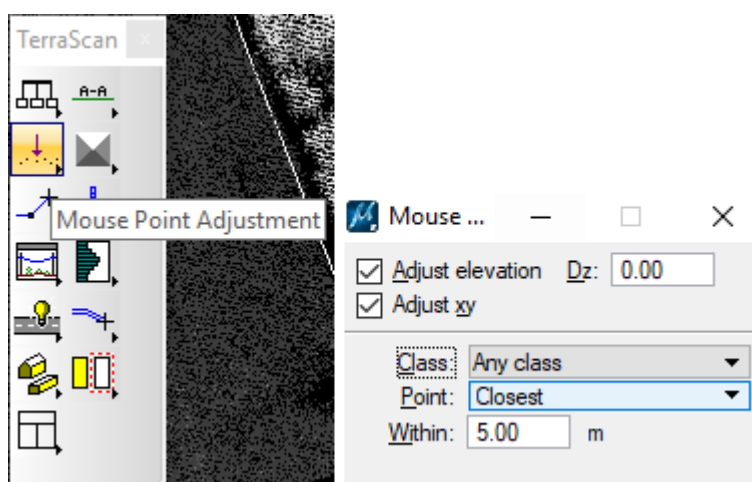 TerraScan
A-A
Mouse Point Adjustment
Mouse ...
Adjust elevation Dz: 0.00
Adjust xy
Class: Any class
Point: Closest
Within: 5.00 m